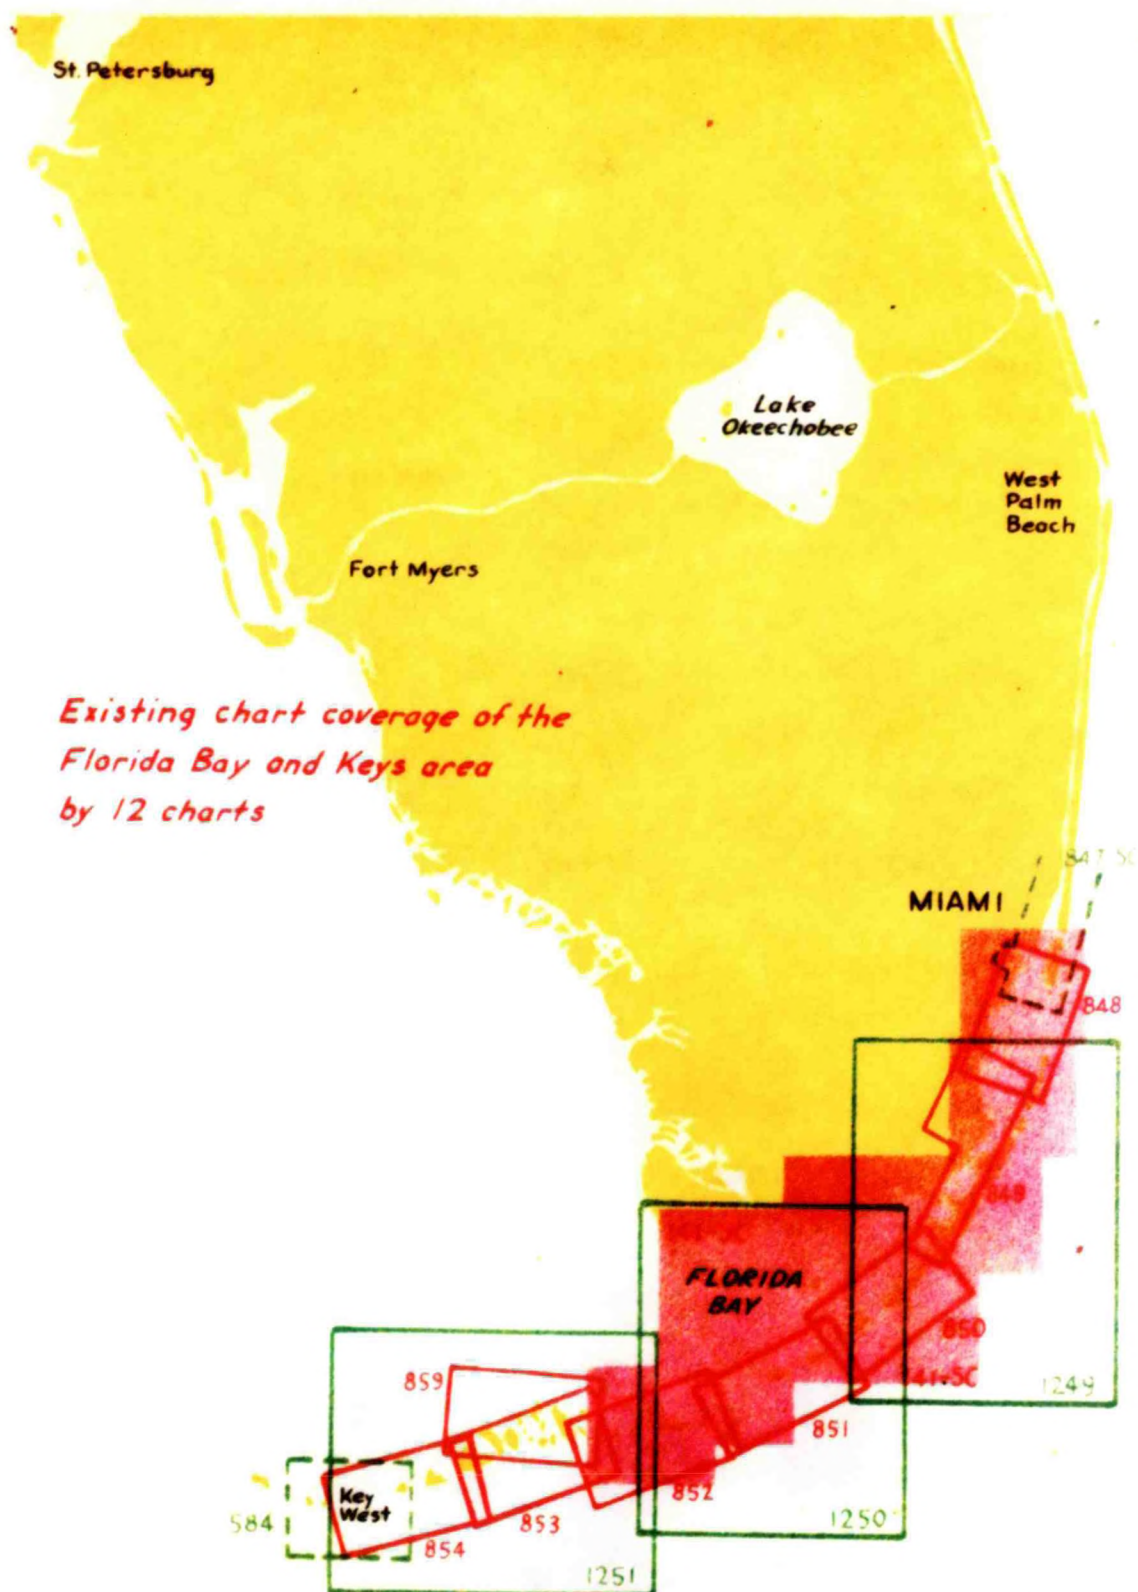 St. Petersburg
Lake
Okeechobee
West
Palm
Beach
Fort Myers
Existing chart coverage of the
Florida Bay and Keys area
by 12 charts
847 SC
MIAMI
848
849
FLORIDA
BAY
850
1249
859
851
852
Key
West
584
853
854
1250
1251